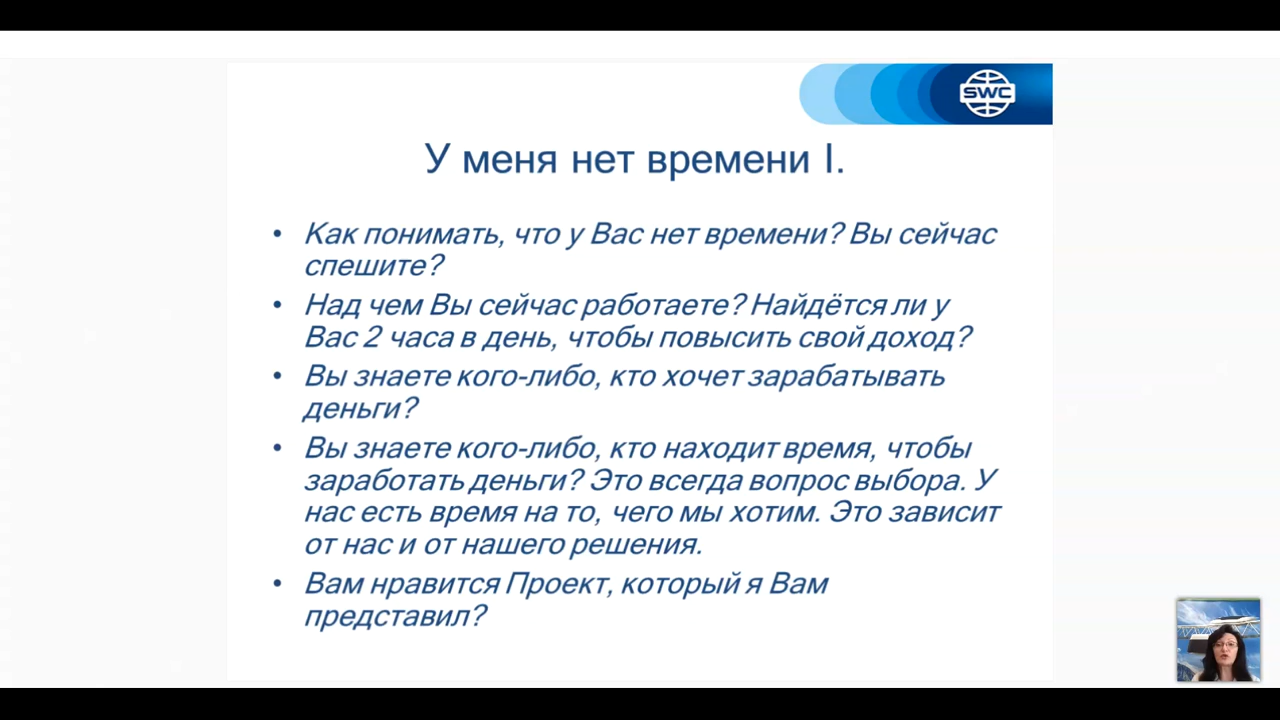 SWC
У меня нет времени I.
• Как понимать, что у Вас нет времени? Вы сейчас
спешите?
• Над чем Вы сейчас работаете? Найдётся ли у
Вас 2 часа в день, чтобы повысить свой доход?
• Вы знаете кого-либо, кто хочет зарабатывать
деньги?
• Вы знаете кого-либо, кто находит время, чтобы
заработать деньги? Это всегда вопрос выбора. У
нас есть время на то, чего мы хотим. Это зависит
от нас и от нашего решения.
• Вам нравится Проект, который я Вам
представил?